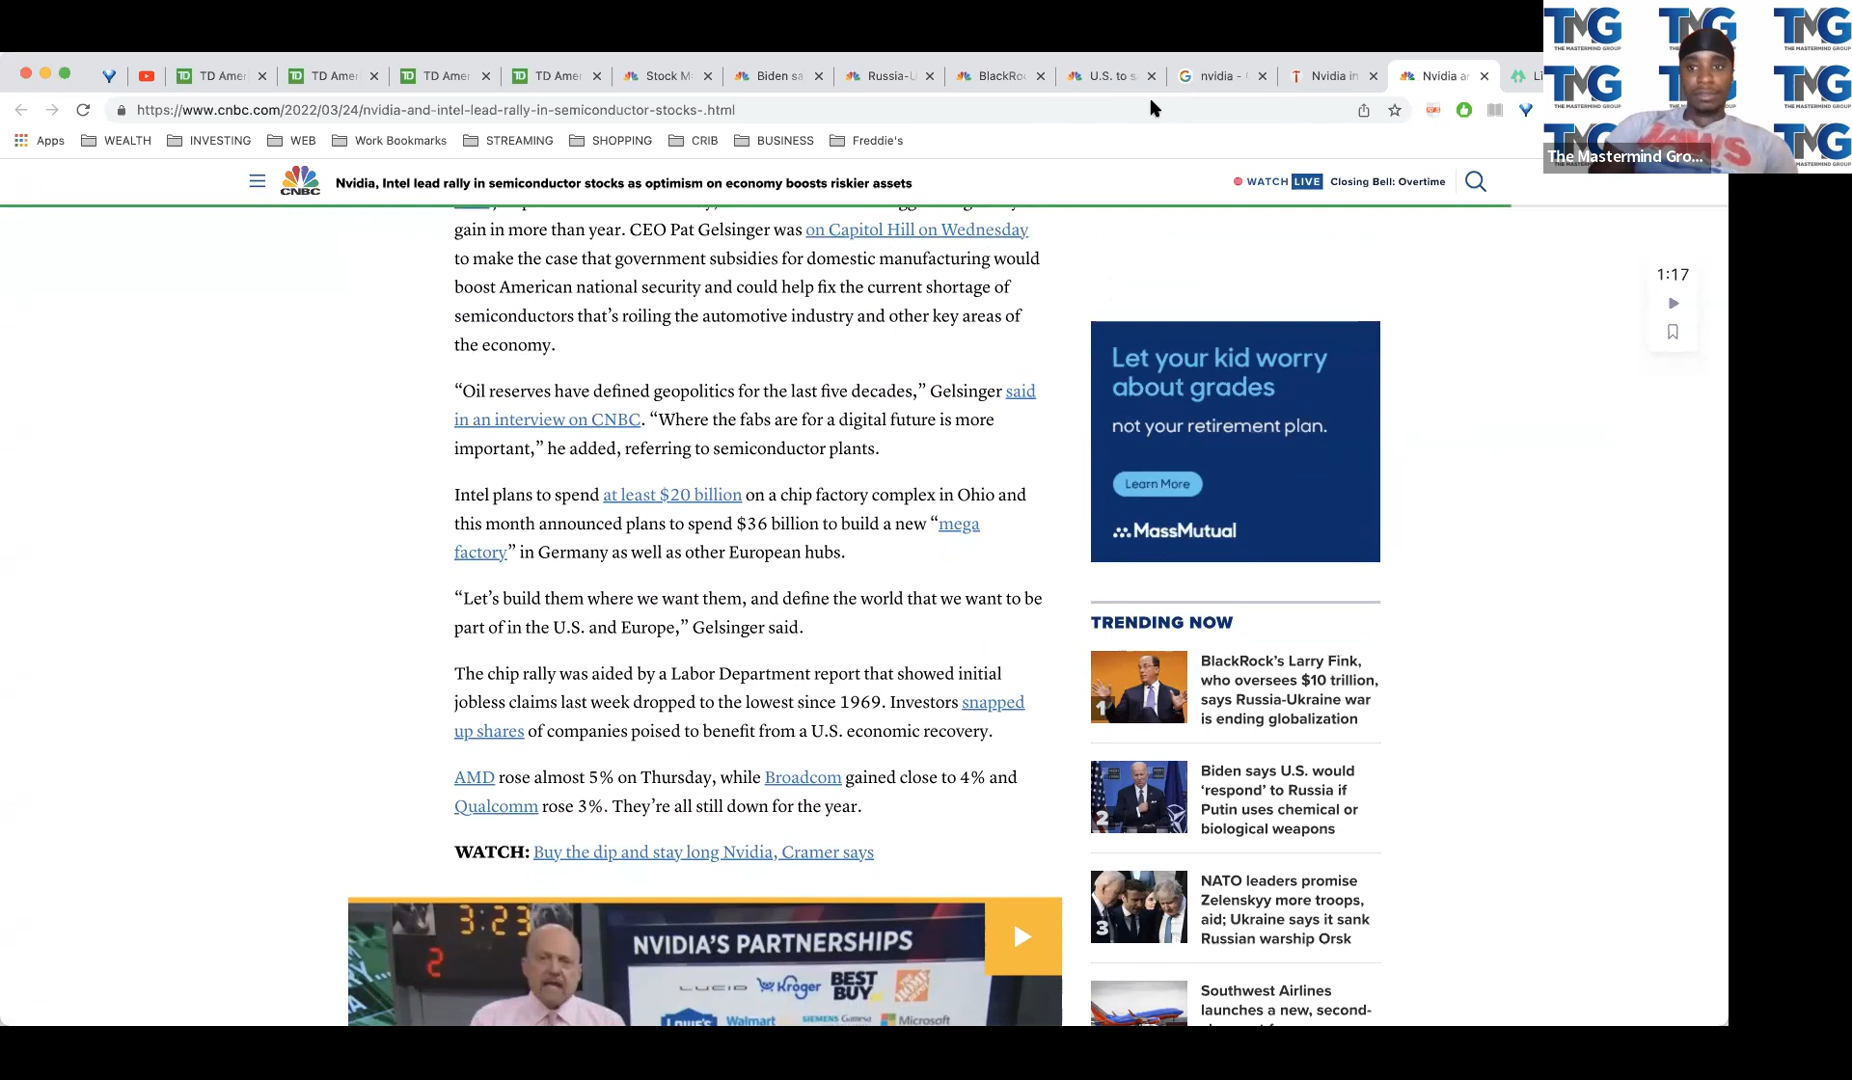 TD Amer
TD Amer
TD Amer
TD Amer
Stock M
Biden sa
Russia-U
BlackRo
U.S. to s
nvidia -
Nvidia in
Nvidia a
https://www.cnbc.com/2022/03/24/nvidia-and-intel-lead-rally-in-semiconductor-stocks-.html
Apps WEALTH INVESTING WEB Work Bookmarks STREAMING SHOPPING CRIB BUSINESS Freddie's
TMG TMG TMG
THE MASTERMIND GROUP
JAWS
The Mastermind Gro...
CNBC
Nvidia, Intel lead rally in semiconductor stocks as optimism on economy boosts riskier assets
WATCH LIVE Closing Bell: Overtime
gain in more than year. CEO Pat Gelsinger was on Capitol Hill on Wednesday
to make the case that government subsidies for domestic manufacturing would
boost American national security and could help fix the current shortage of
semiconductors that's roiling the automotive industry and other key areas of
the economy.
“Oil reserves have defined geopolitics for the last five decades,” Gelsinger said
in an interview on CNBC. “Where the fabs are for a digital future is more
important,” he added, referring to semiconductor plants.
Intel plans to spend at least $20 billion on a chip factory complex in Ohio and
this month announced plans to spend $36 billion to build a new “mega
factory” in Germany as well as other European hubs.
“Let's build them where we want them, and define the world that we want to be
part of in the U.S. and Europe,” Gelsinger said.
The chip rally was aided by a Labor Department report that showed initial
jobless claims last week dropped to the lowest since 1969. Investors snapped
up shares of companies poised to benefit from a U.S. economic recovery.
AMD rose almost 5% on Thursday, while Broadcom gained close to 4% and
Qualcomm rose 3%. They're all still down for the year.
WATCH: Buy the dip and stay long Nvidia, Cramer says
3:23
2
NVIDIA'S PARTNERSHIPS
LUCID Kroger BEST BUY
LOWE'S Walmart SIEMENS Gamesa Microsoft
1:17
Let your kid worry
about grades
not your retirement plan.
Learn More
MassMutual
TRENDING NOW
1
BlackRock's Larry Fink,
who oversees $10 trillion,
says Russia-Ukraine war
is ending globalization
2
Biden says U.S. would
‘respond’ to Russia if
Putin uses chemical or
biological weapons
3
NATO leaders promise
Zelenskyy more troops,
aid; Ukraine says it sank
Russian warship Orsk
Southwest Airlines
launches a new, second-